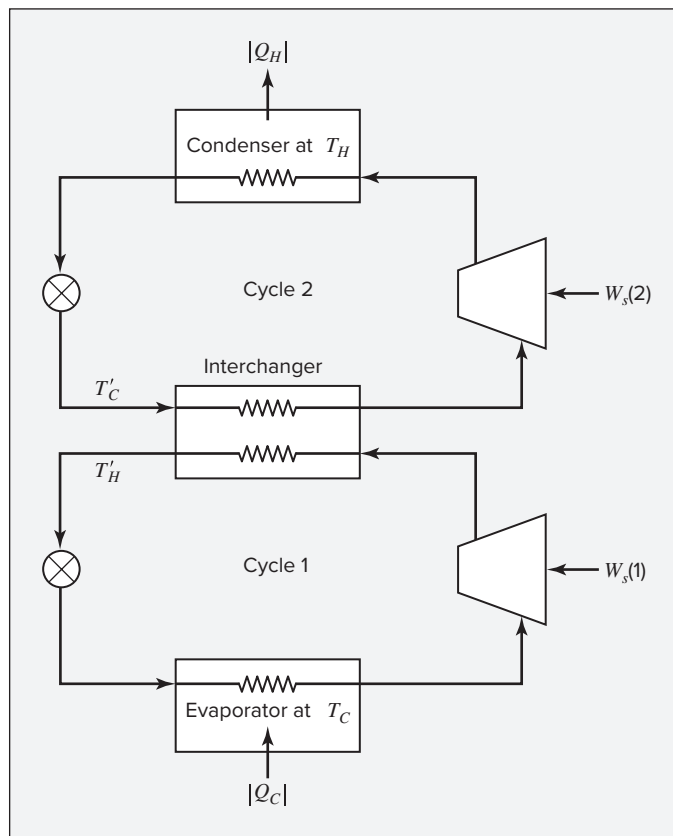 |Q_H|
Condenser at T_H
Cycle 2
W_s(2)
Interchanger
T'_C
T'_H
Cycle 1
W_s(1)
Evaporator at T_C
|Q_C|